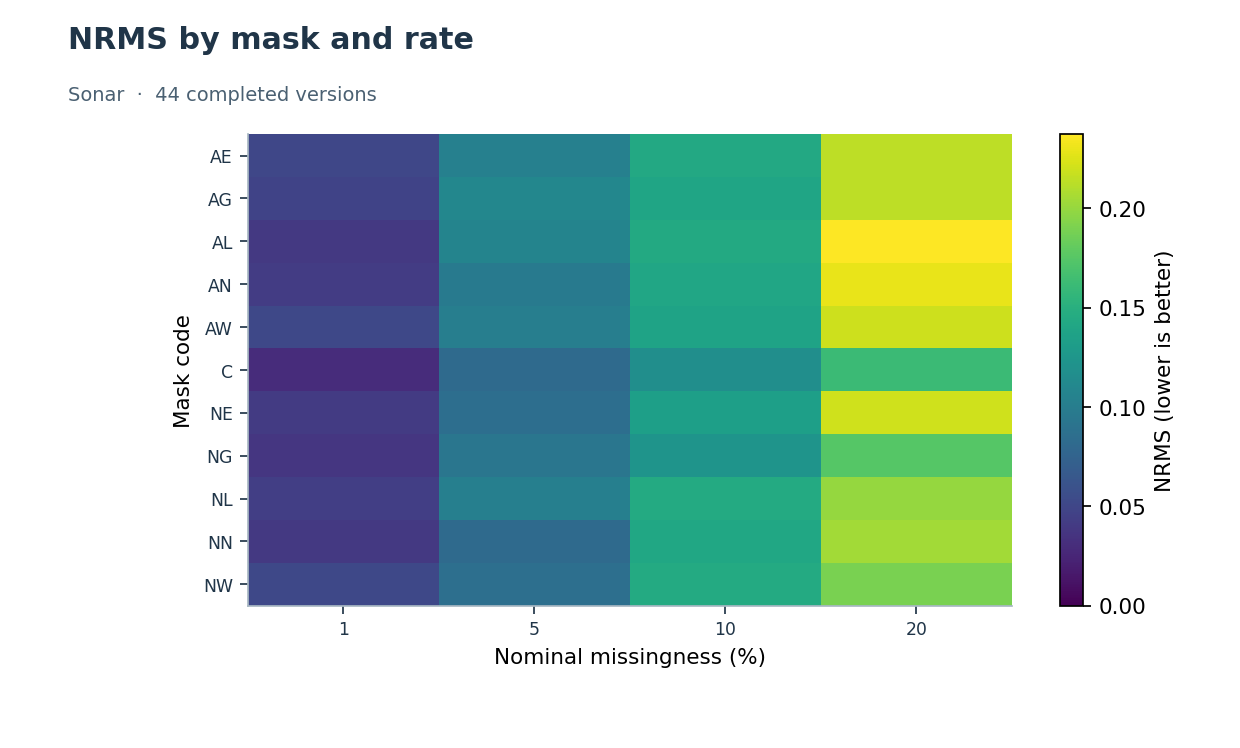 NRMS by mask and rate
Sonar · 44 completed versions
Mask code
AE
AG
AL
AN
AW
C
NE
NG
NL
NN
NW
1 5 10 20
Nominal missingness (%)
0.20
0.15
0.10
0.05
0.00
NRMS (lower is better)